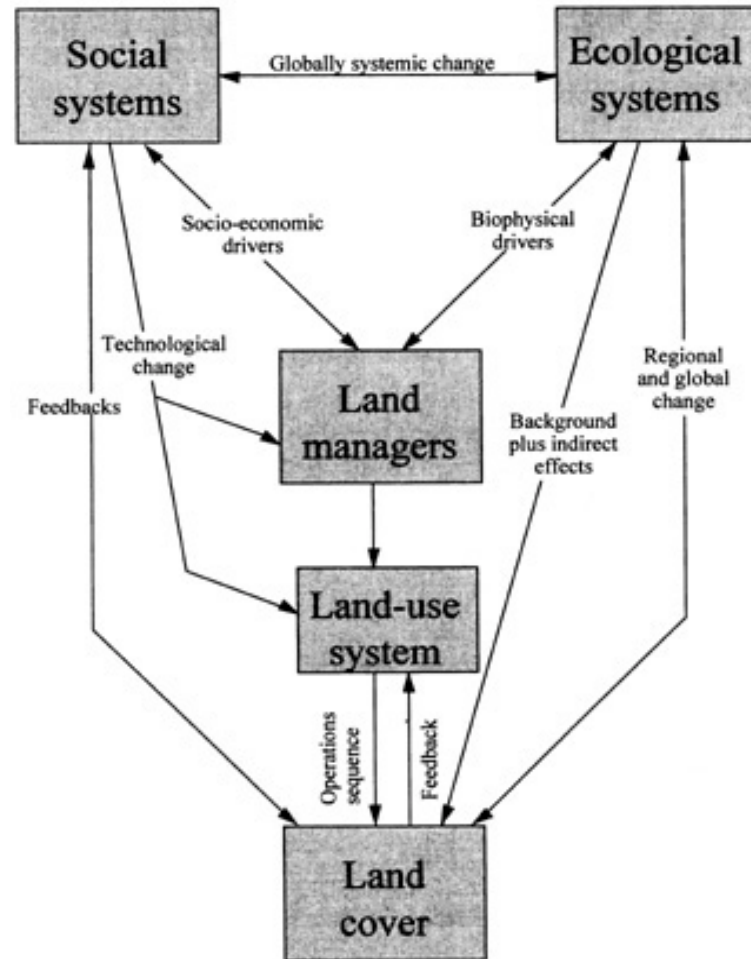 Social
systems
Globally systemic change
Ecological
systems
Socio-economic
drivers
Biophysical
drivers
Technological
change
Feedbacks
Land
managers
Background
plus indirect
effects
Regional
and global
change
Land-use
system
Operations
sequence
Feedback
Land
cover